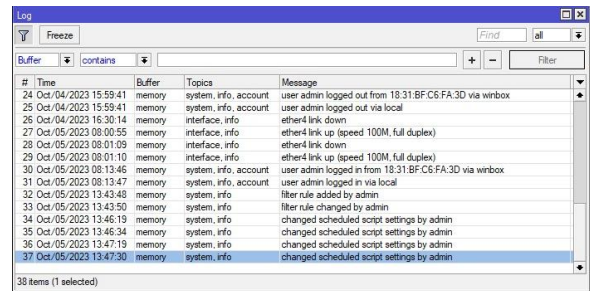 Log
Freeze
Find
all
Buffer
contains
+
-
Filter
# Time Buffer Topics Message
24 Oct/04/2023 15:59:41 memory system, info, account user admin logged out from 18:31:BF:C6:FA:3D via winbox
25 Oct/04/2023 15:59:41 memory system, info, account user admin logged out via local
26 Oct/04/2023 16:30:14 memory interface, info ether4 link down
27 Oct/05/2023 08:00:55 memory interface, info ether4 link up (speed 100M, full duplex)
28 Oct/05/2023 08:01:09 memory interface, info ether4 link down
29 Oct/05/2023 08:01:10 memory interface, info ether4 link up (speed 100M, full duplex)
30 Oct/05/2023 08:13:46 memory system, info, account user admin logged in from 18:31:BF:C6:FA:3D via winbox
31 Oct/05/2023 08:13:47 memory system, info, account user admin logged in via local
32 Oct/05/2023 13:43:48 memory system, info filter rule added by admin
33 Oct/05/2023 13:43:50 memory system, info filter rule changed by admin
34 Oct/05/2023 13:46:19 memory system, info changed scheduled script settings by admin
35 Oct/05/2023 13:46:34 memory system, info changed scheduled script settings by admin
36 Oct/05/2023 13:47:19 memory system, info changed scheduled script settings by admin
37 Oct/05/2023 13:47:30 memory system, info changed scheduled script settings by admin
38 items (1 selected)